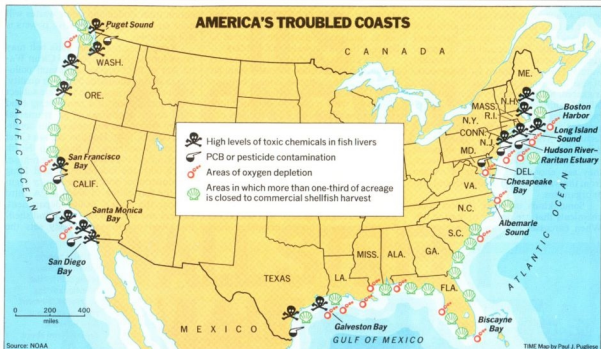 AMERICA'S TROUBLED COASTS
Puget Sound
CANADA
WASH.
ORE.
PACIFIC OCEAN
San Francisco
Bay
CALIF.
Santa Monica
Bay
San Diego
Bay
High levels of toxic chemicals in fish livers
PCB or pesticide contamination
Areas of oxygen depletion
Areas in which more than one-third of acreage
is closed to commercial shellfish harvest
ME.
N.H.
MASS.
R.I.
N.Y.
CONN.
N.J.
MD.
DEL.
VA.
N.C.
S.C.
GA.
ALA.
MISS.
LA.
FLA.
TEXAS
Boston
Harbor
Long Island
Sound
Hudson River–
Raritan Estuary
Chesapeake
Bay
Albemarle
Sound
ATLANTIC OCEAN
Biscayne
Bay
Galveston Bay
GULF OF MEXICO
MEXICO
0 200 400
miles
Source: NOAA
TIME Map by Paul J. Pugliese